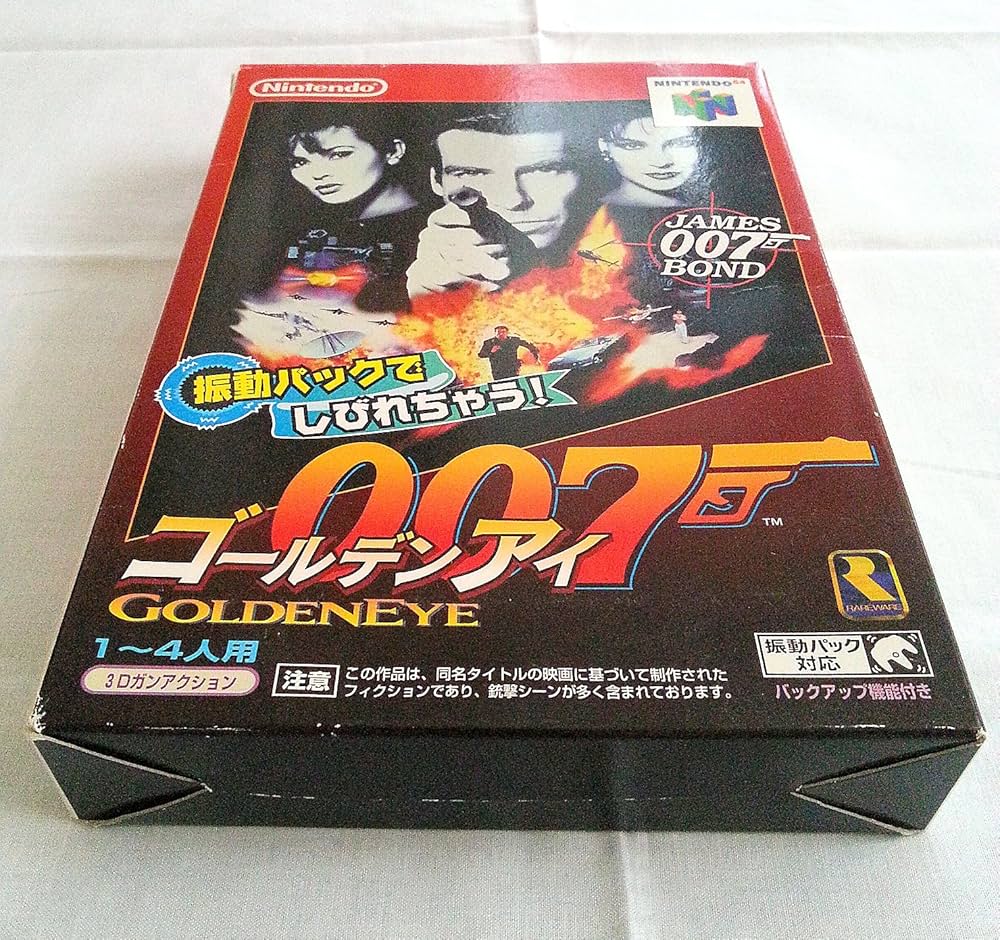 Nintendo
NINTENDO 64
JAMES
007
BOND
振動パックで
しびれちゃう!
007
TM
ゴールデンアイ
GOLDENEYE
RAREWARE
1〜4人用
3Dガンアクション
注意
この作品は、同名タイトルの映画に基づいて制作された
フィクションであり、銃撃シーンが多く含まれております。
振動パック
対応
バックアップ機能付き